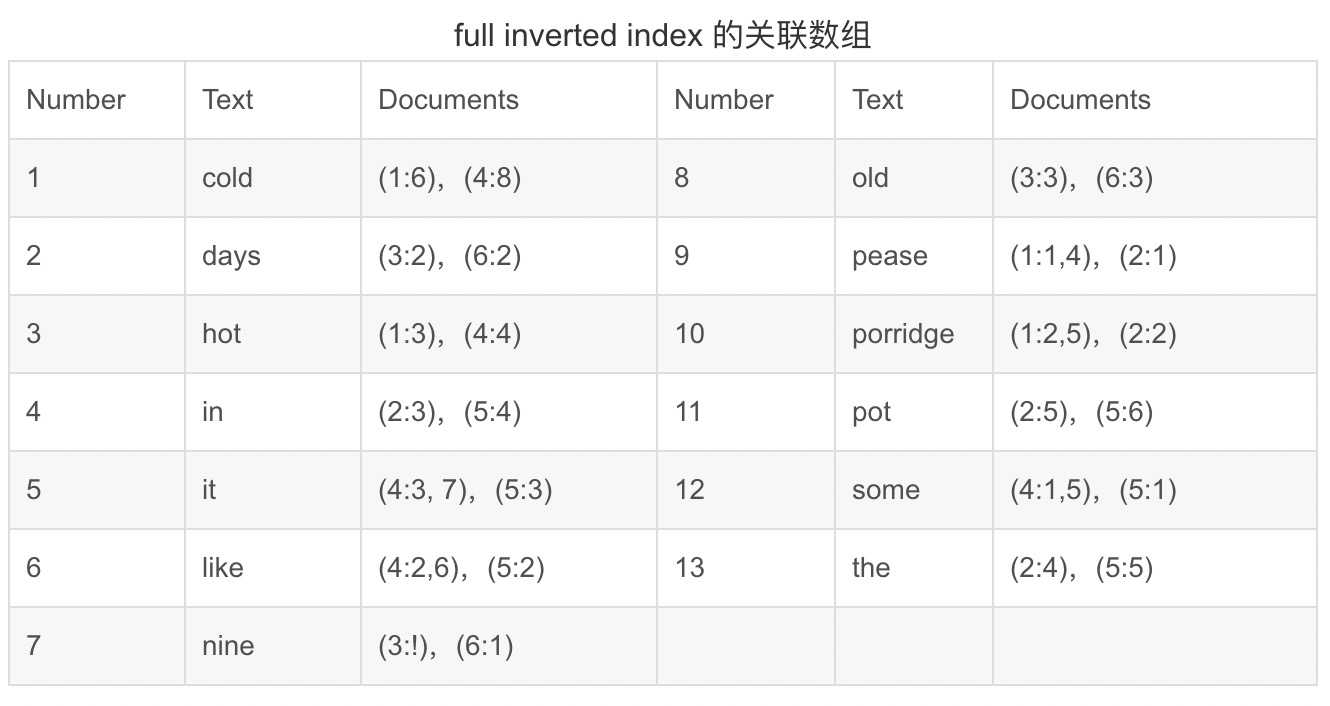 full inverted index 的关联数组
Number Text Documents Number Text Documents
1 cold (1:6)，(4:8) 8 old (3:3)，(6:3)
2 days (3:2)，(6:2) 9 pease (1:1,4)，(2:1)
3 hot (1:3)，(4:4) 10 porridge (1:2,5)，(2:2)
4 in (2:3)，(5:4) 11 pot (2:5)，(5:6)
5 it (4:3, 7)，(5:3) 12 some (4:1,5)，(5:1)
6 like (4:2,6)，(5:2) 13 the (2:4)，(5:5)
7 nine (3:!)，(6:1)